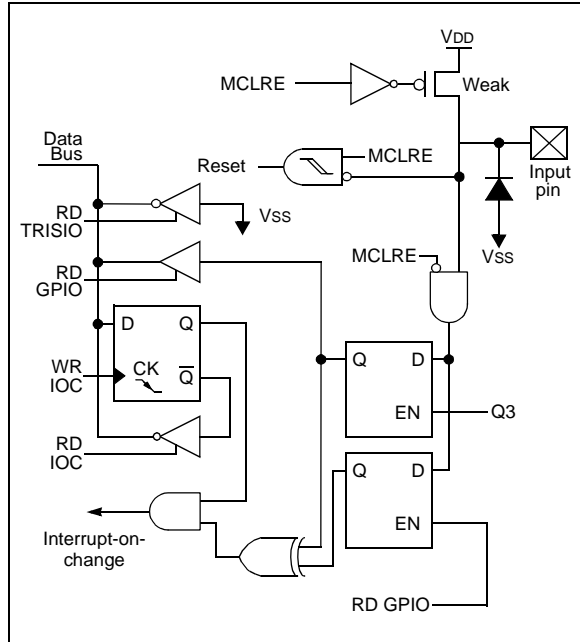 VDD
MCLRE
Weak
Data
Bus
Reset
MCLRE
Input
pin
RD
TRISIO
VSS
VSS
RD
GPIO
MCLRE
D
Q
Q
D
WR
IOC
CK
Q
EN
Q3
RD
IOC
Q
D
EN
Interrupt-on-
change
RD GPIO